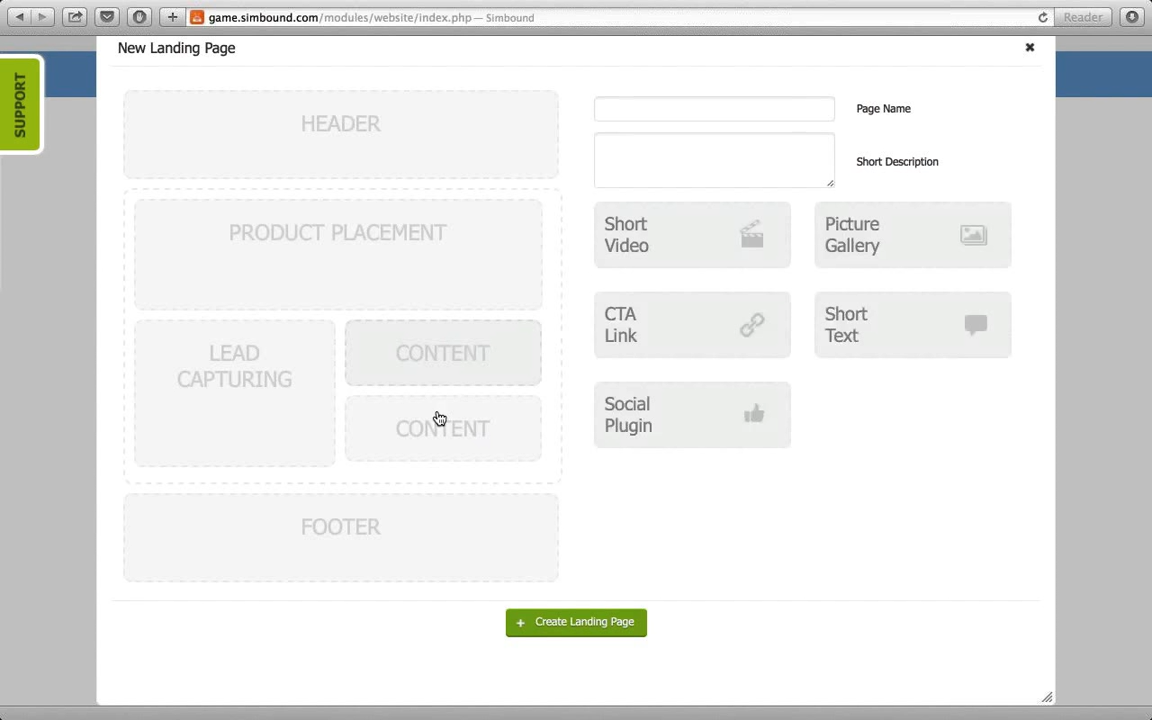 game.simbound.com/modules/website/index.php — Simbound
Reader
New Landing Page
SUPPORT
HEADER
Page Name
Short Description
PRODUCT PLACEMENT
Short
Video
Picture
Gallery
LEAD
CAPTURING
CONTENT
CONTENT
CTA
Link
Short
Text
Social
Plugin
FOOTER
+ Create Landing Page